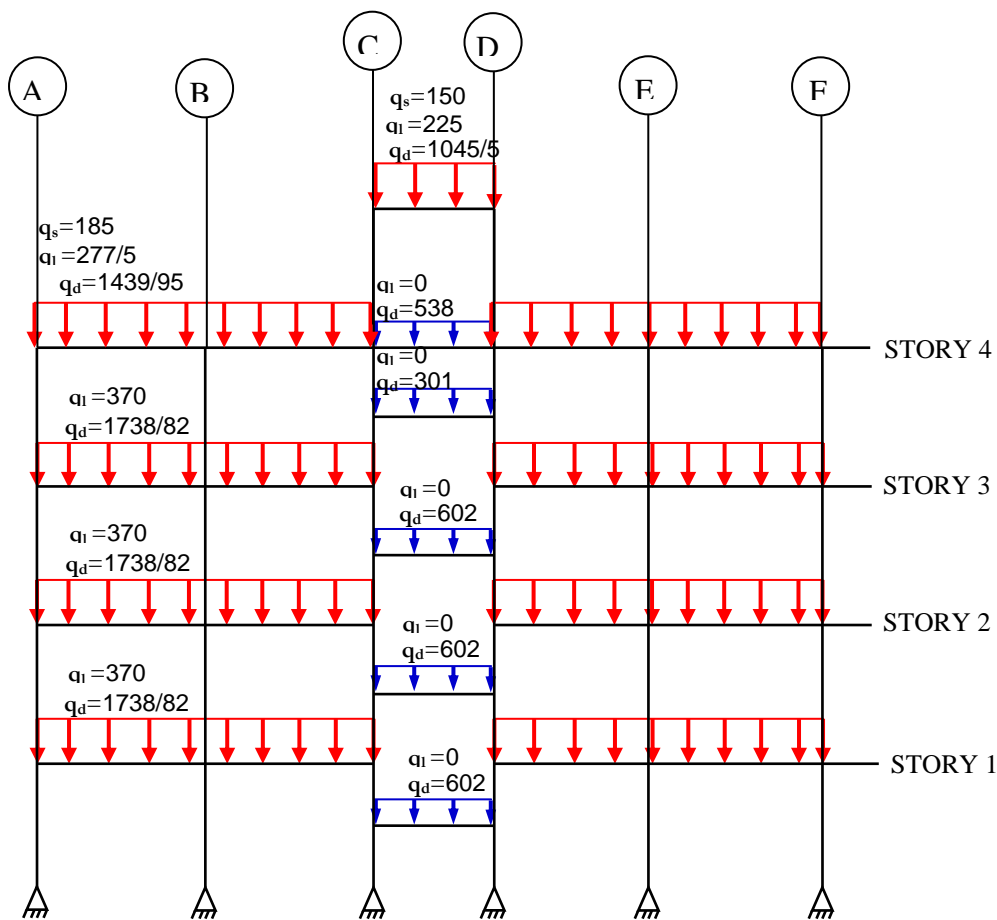 A
B
C
D
E
F
qs=150
ql=225
qd=1045/5
qs=185
ql=277/5
qd=1439/95
ql=0
qd=538
STORY 4
ql=0
qd=301
ql=370
qd=1738/82
STORY 3
ql=0
qd=602
ql=370
qd=1738/82
STORY 2
ql=0
qd=602
ql=370
qd=1738/82
STORY 1
ql=0
qd=602